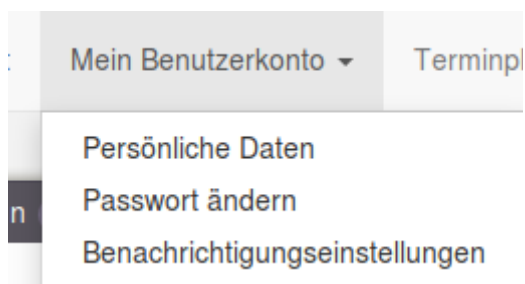 Mein Benutzerkonto
Persönliche Daten
Passwort ändern
Benachrichtigungseinstellungen